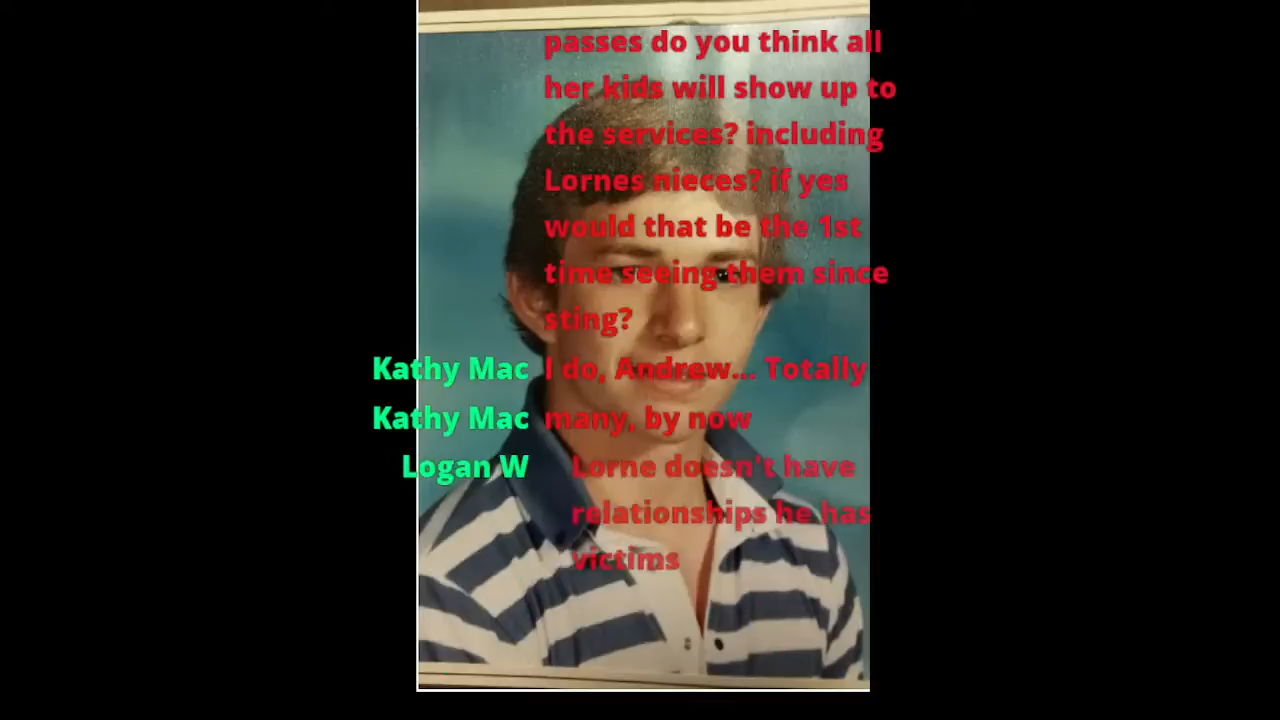 passes do you think all
her kids will show up to
the services? including
Lornes nieces? if yes
would that be the 1st
time seeing them since
sting?
Kathy Mac I do, Andrew... Totally
Kathy Mac many, by now
Logan W Lorne doesn't have
relationships he has
victims